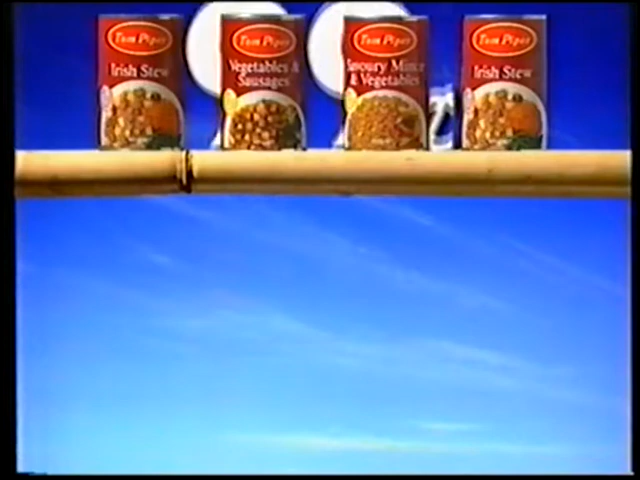 Tom Piper
Irish Stew
Tom Piper
Vegetables &
Sausages
Tom Piper
Savoury Mince
& Vegetables
Tom Piper
Irish Stew